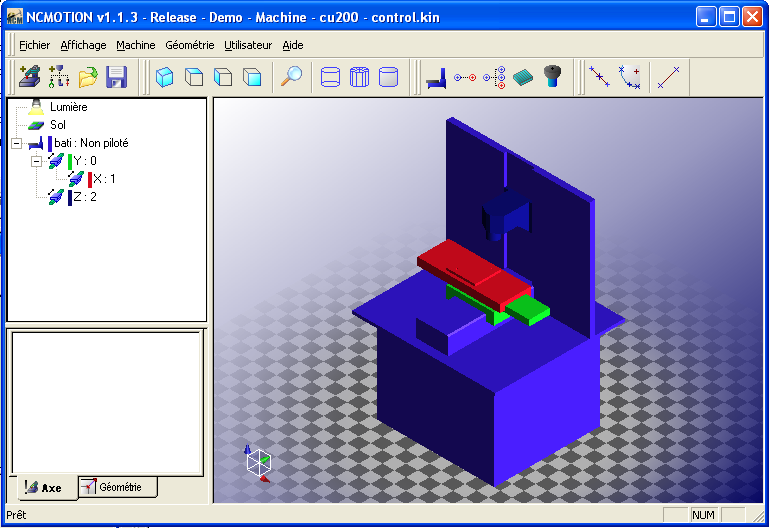 NCMOTION v1.1.3 - Release - Demo - Machine - cu200 - control.kin
Fichier Affichage Machine Géométrie Utilisateur Aide
Lumière
Sol
bati : Non piloté
Y : 0
X : 1
Z : 2
Axe Géométrie
Prêt NUM